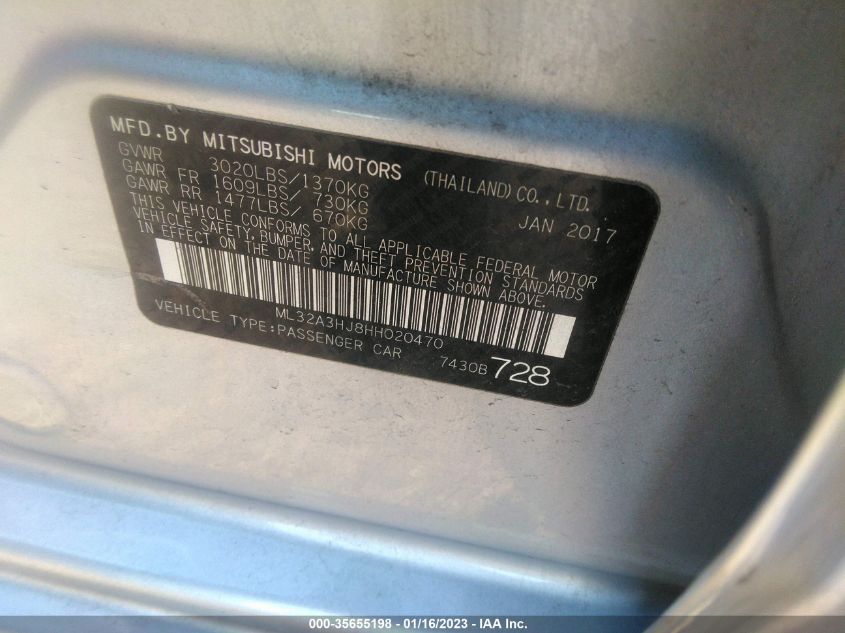 MFD.BY MITSUBISHI MOTORS (THAILAND) CO., LTD.
GVWR 3020LBS/1370KG JAN 2017
GAWR FR 1609LBS/ 730KG
GAWR RR 1477LBS/ 670KG
THIS VEHICLE CONFORMS TO ALL APPLICABLE FEDERAL MOTOR
VEHICLE SAFETY, BUMPER, AND THEFT PREVENTION STANDARDS
IN EFFECT ON THE DATE OF MANUFACTURE SHOWN ABOVE.
ML32A3HJ8HH020470
VEHICLE TYPE:PASSENGER CAR 7430B 728
000-35655198 - 01/16/2023 - IAA Inc.